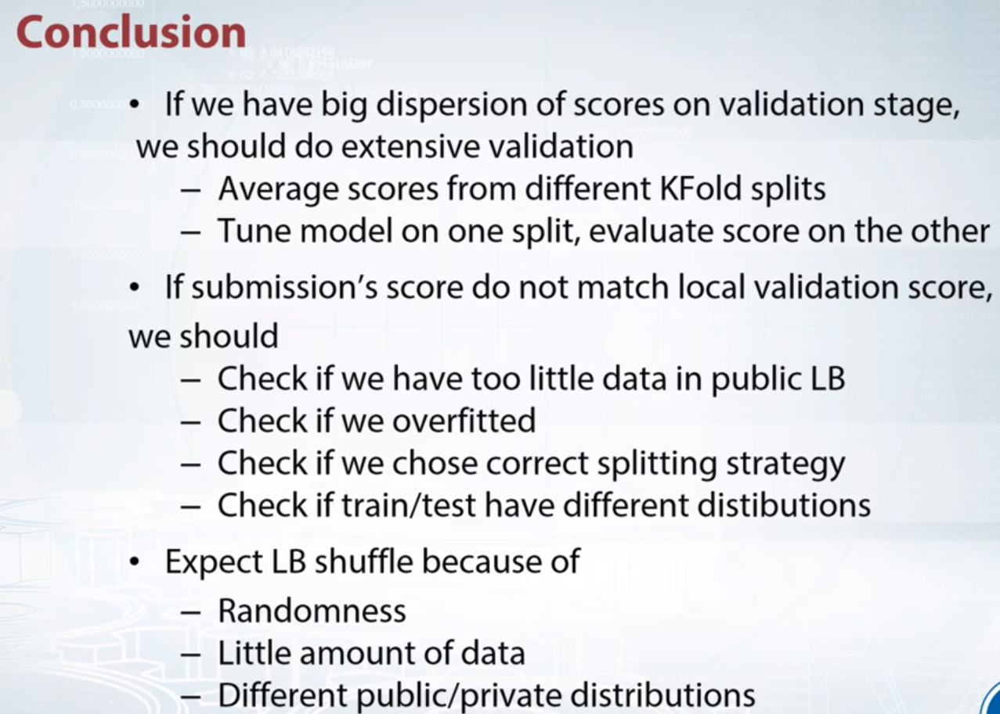 Conclusion
• If we have big dispersion of scores on validation stage,
we should do extensive validation
– Average scores from different KFold splits
– Tune model on one split, evaluate score on the other
• If submission's score do not match local validation score,
we should
– Check if we have too little data in public LB
– Check if we overfitted
– Check if we chose correct splitting strategy
– Check if train/test have different distibutions
• Expect LB shuffle because of
– Randomness
– Little amount of data
– Different public/private distributions